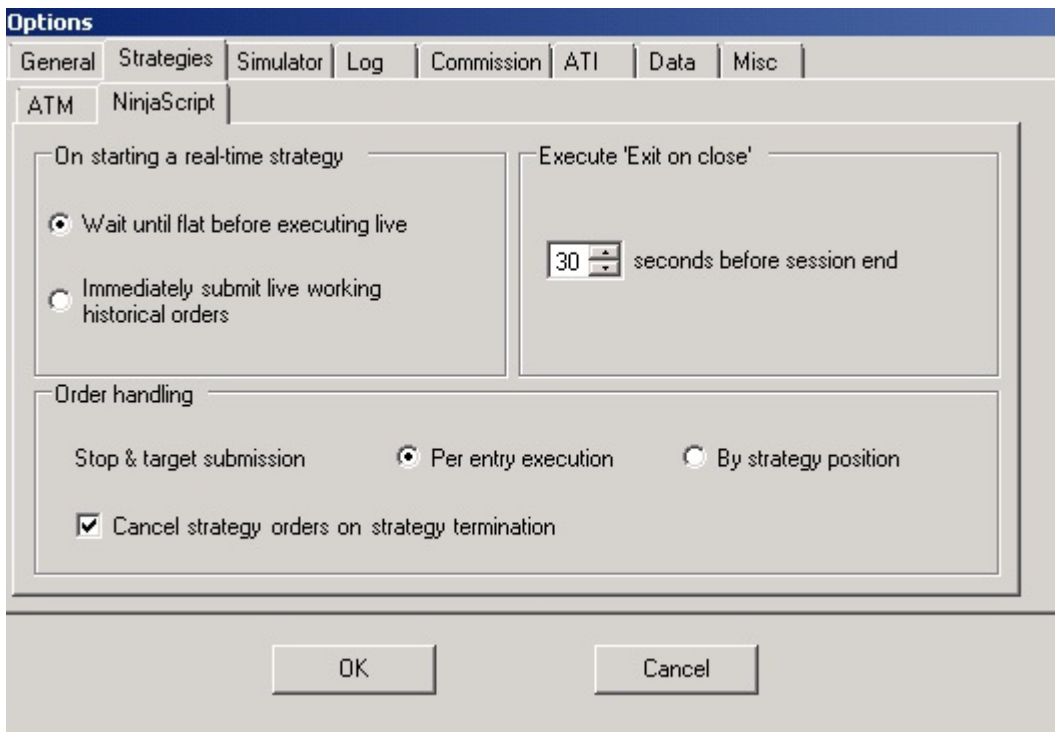 Options
General Strategies Simulator Log Commission ATI Data Misc
ATM NinjaScript
On starting a real-time strategy
Wait until flat before executing live
Immediately submit live working
historical orders
Execute 'Exit on close'
30 seconds before session end
Order handling
Stop & target submission Per entry execution By strategy position
Cancel strategy orders on strategy termination
OK Cancel